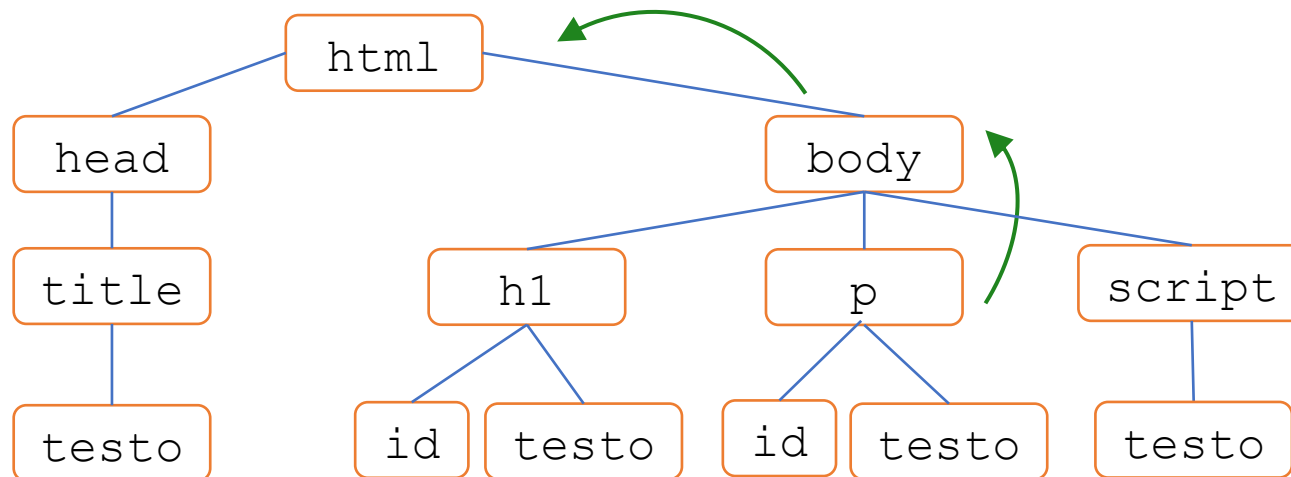 html
head
body
title
h1
p
script
testo
id
testo
id
testo
testo